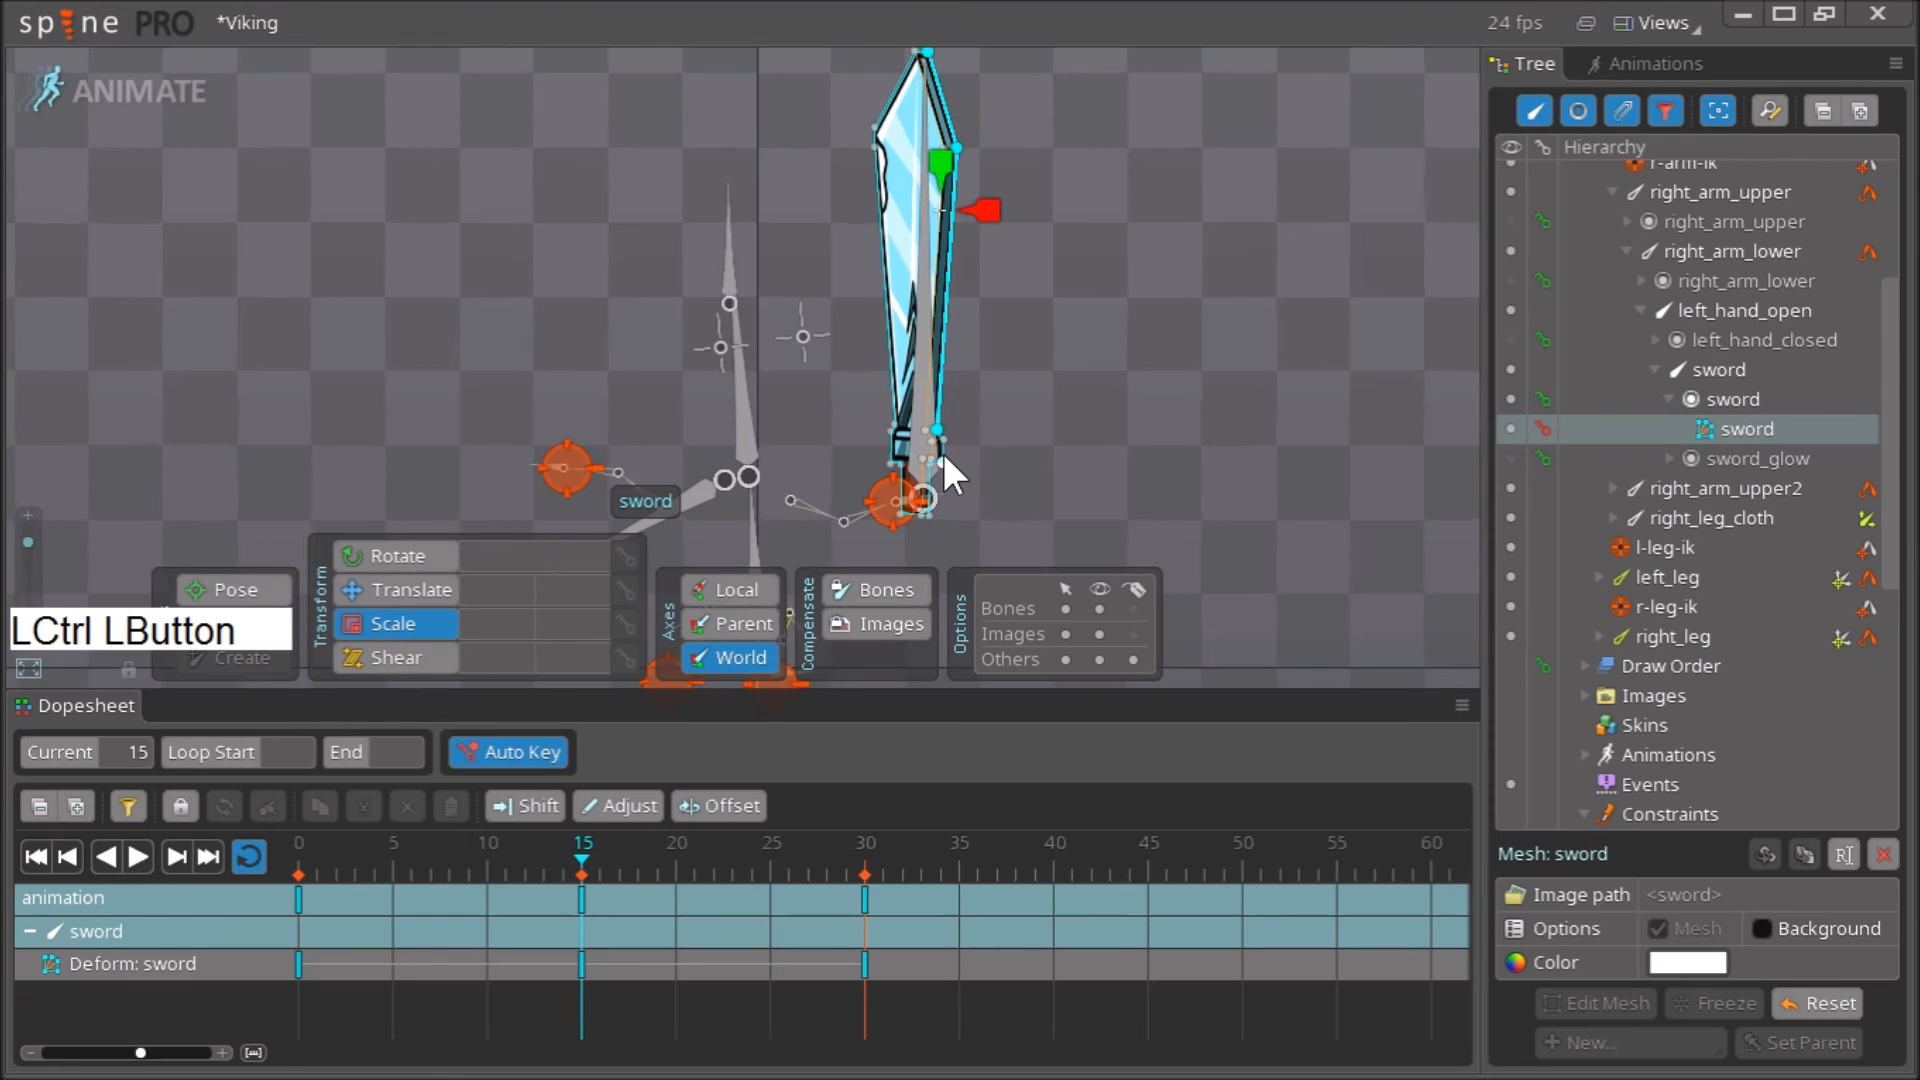 spine PRO *Viking 24 fps Views
ANIMATE
Tree Animations
Hierarchy
r-arm-ik
right_arm_upper
right_arm_upper
right_arm_lower
right_arm_lower
left_hand_open
left_hand_closed
sword
sword
sword
sword_glow
right_arm_upper2
right_leg_cloth
l-leg-ik
left_leg
r-leg-ik
right_leg
Draw Order
Images
Skins
Animations
Events
Constraints
sword
LCtrl LButton
Pose
Create
Transform
Rotate
Translate
Scale
Shear
Axes
Local
Parent
World
Compensate
Bones
Images
Options
Bones
Images
Others
Dopesheet
Current 15 Loop Start End Auto Key
Shift Adjust Offset
0 5 10 15 20 25 30 35 40 45 50 55 60
animation
sword
Deform: sword
Mesh: sword
Image path <sword>
Options Mesh Background
Color
Edit Mesh Freeze Reset
New... Set Parent